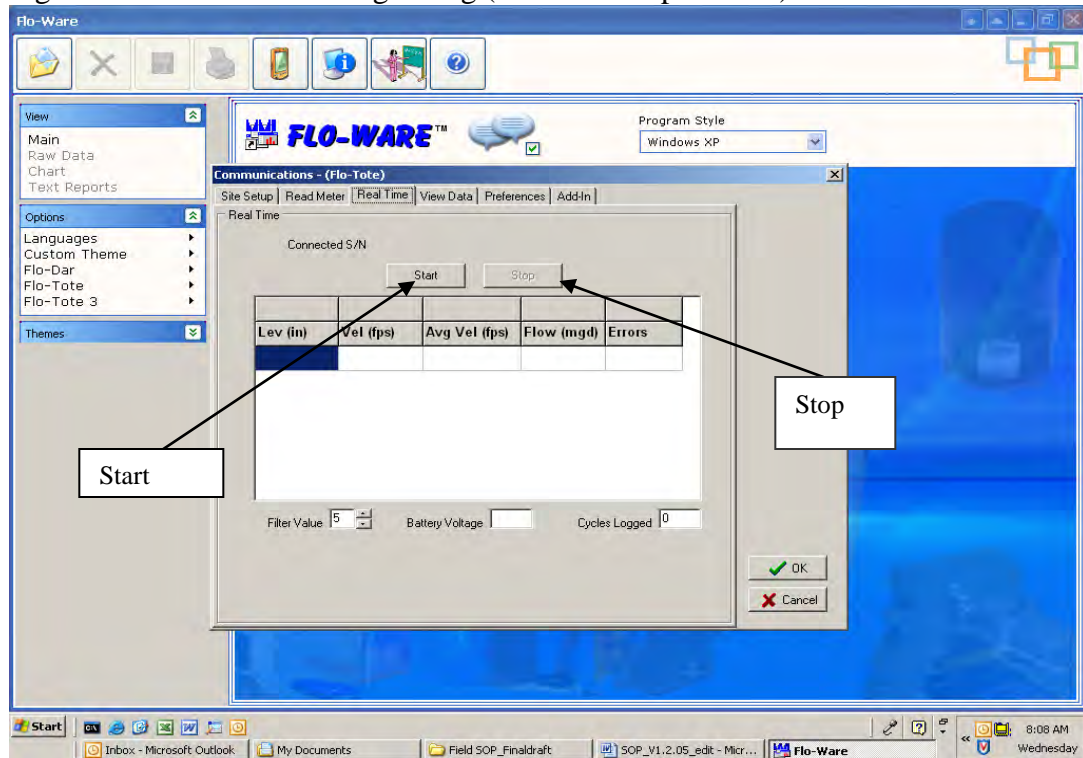 Flo-Ware
View
Main
Raw Data
Chart
Text Reports
Options
Languages
Custom Theme
Flo-Dar
Flo-Tote
Flo-Tote 3
Themes
FLO-WARE™
Program Style
Windows XP
Communications - (Flo-Tote)
Site Setup Read Meter Real Time View Data Preferences Add-In
Real Time
Connected S/N
Start Stop
Lev (in) Vel (fps) Avg Vel (fps) Flow (mgd) Errors
Stop
Start
Filter Value 5 Battery Voltage Cycles Logged 0
OK
Cancel
Start
8:08 AM
Inbox - Microsoft Outlook My Documents Field SOP_Finaldraft SOP_V1.2.05_edit - Micr... Flo-Ware
Wednesday